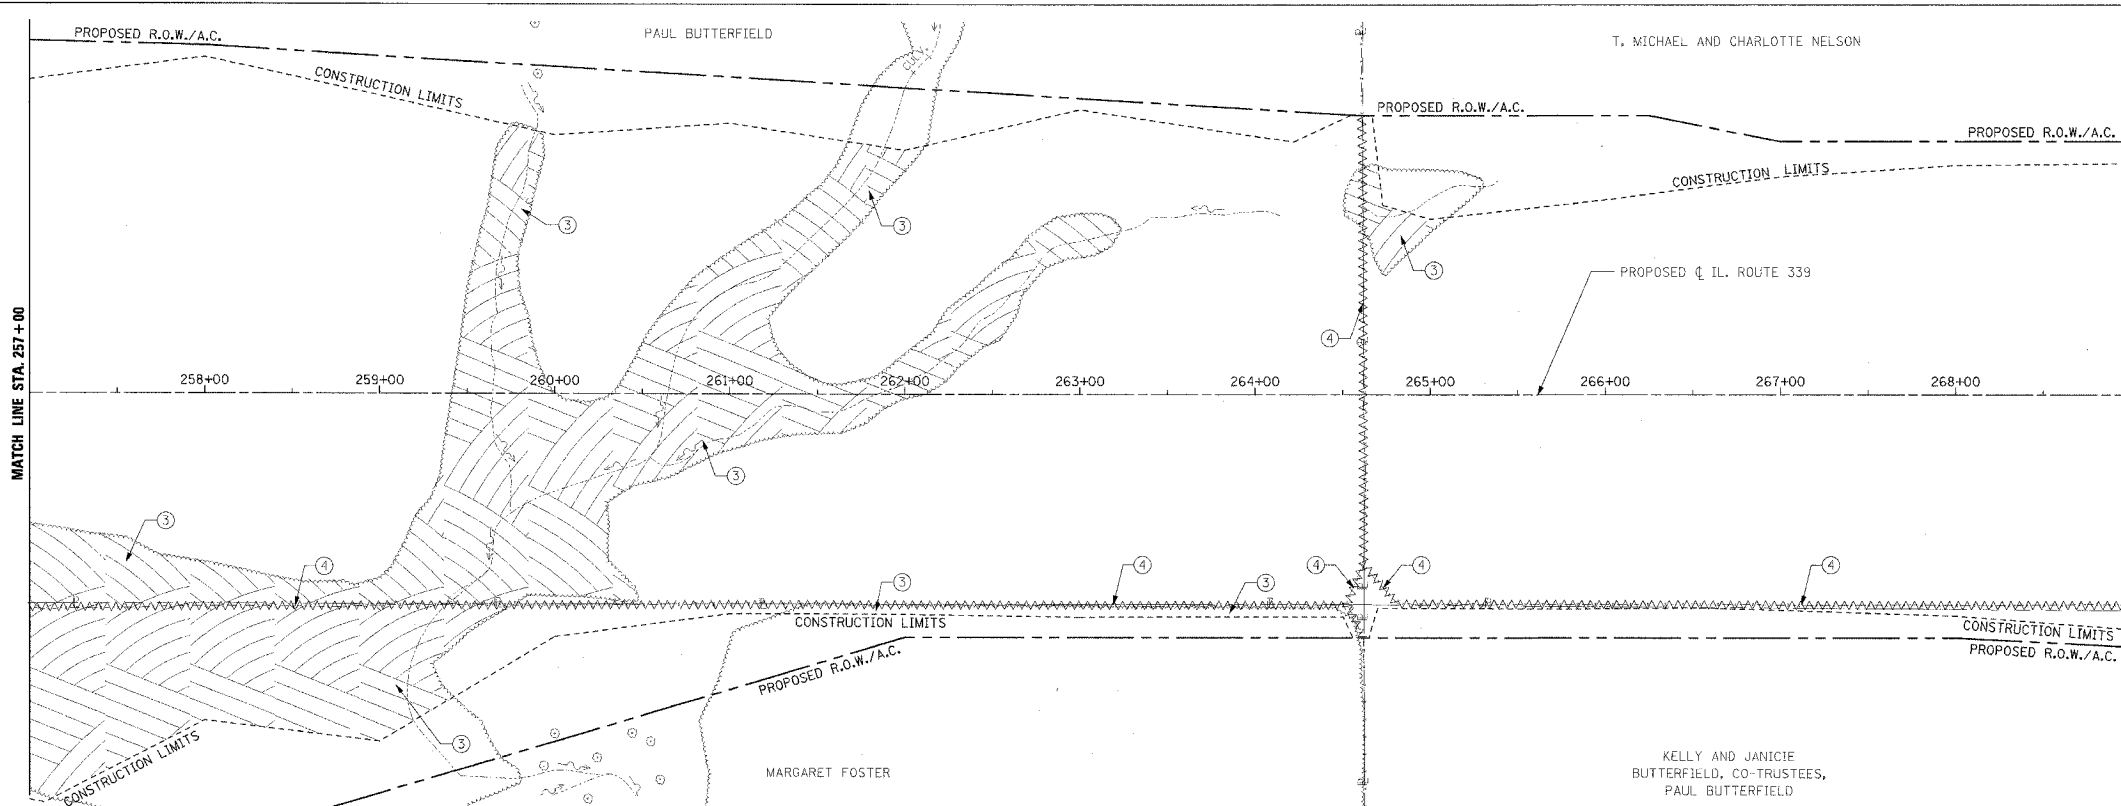 PROPOSED R.O.W./A.C.
PAUL BUTTERFIELD
T. MICHAEL AND CHARLOTTE NELSON
CONSTRUCTION LIMITS
PROPOSED R.O.W./A.C.
PROPOSED R.O.W./A.C.
CONSTRUCTION LIMITS
3
3
3
PROPOSED ℄ IL. ROUTE 339
4
MATCH LINE STA. 257+00
258+00
259+00
260+00
261+00
262+00
263+00
264+00
265+00
266+00
267+00
268+00
3
3
4
3
4
3
4
4
4
CONSTRUCTION LIMITS
CONSTRUCTION LIMITS
PROPOSED R.O.W./A.C.
PROPOSED R.O.W./A.C.
3
CONSTRUCTION LIMITS
MARGARET FOSTER
KELLY AND JANICIE
BUTTERFIELD, CO-TRUSTEES,
PAUL BUTTERFIELD